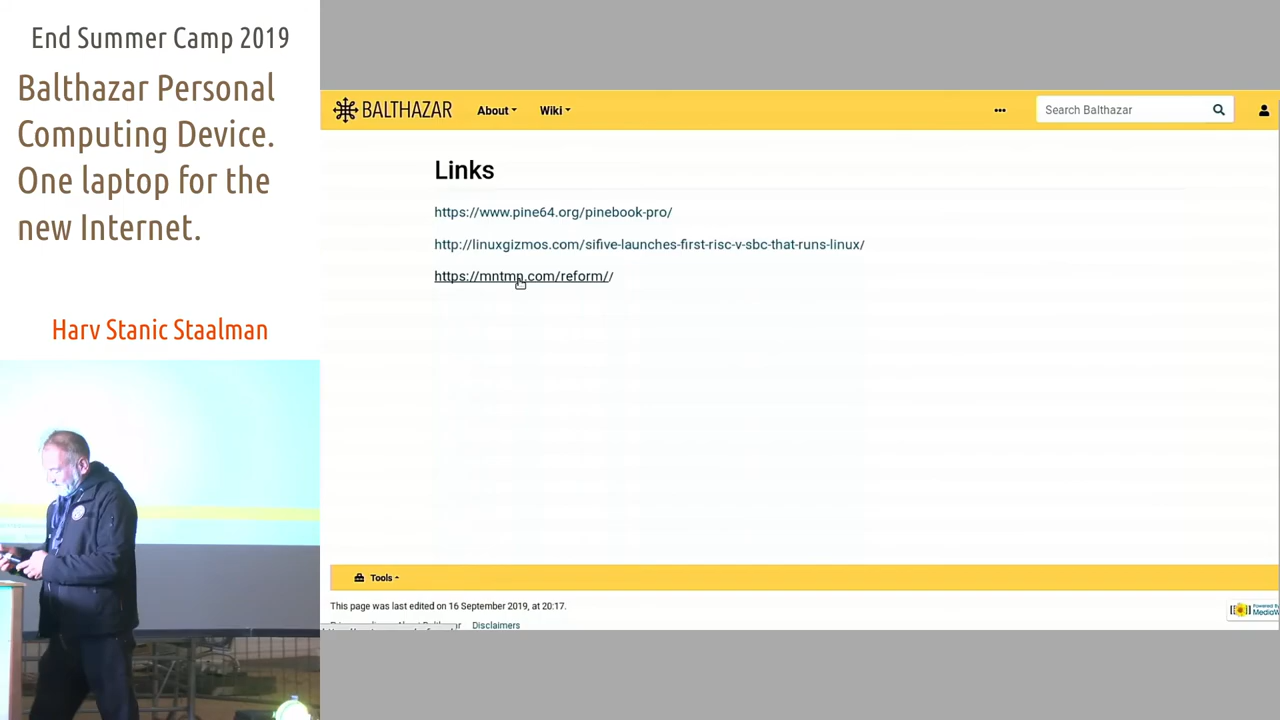 End Summer Camp 2019
Balthazar Personal
Computing Device.
One laptop for the
new Internet.
Harv Stanic Staalman
BALTHAZAR About Wiki Search Balthazar
Links
https://www.pine64.org/pinebook-pro/
http://linuxgizmos.com/sifive-launches-first-risc-v-sbc-that-runs-linux/
https://mntmn.com/reform//
Tools
This page was last edited on 16 September 2019, at 20:17.
Disclaimers
Powered By
MediaW